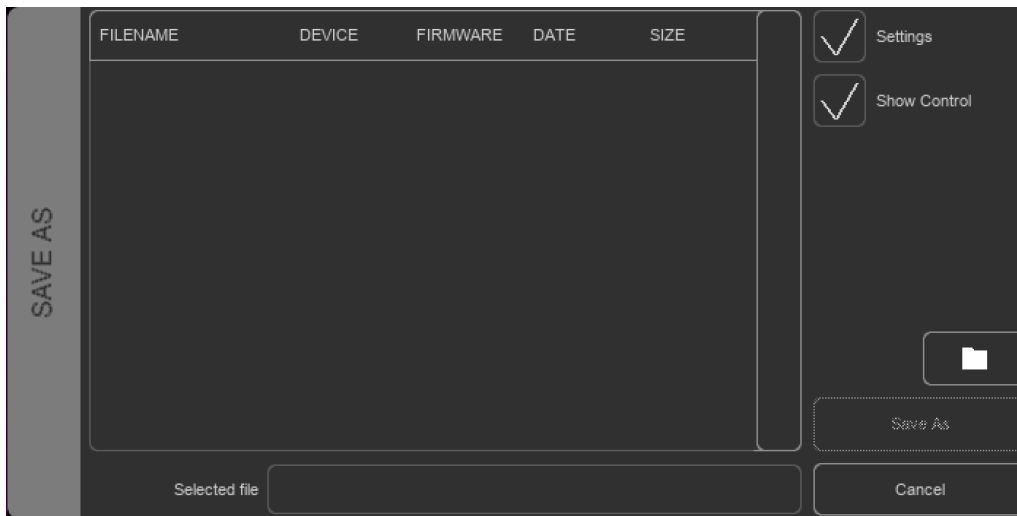 SAVE AS
FILENAME DEVICE FIRMWARE DATE SIZE
Settings
Show Control
Save As
Selected file
Cancel